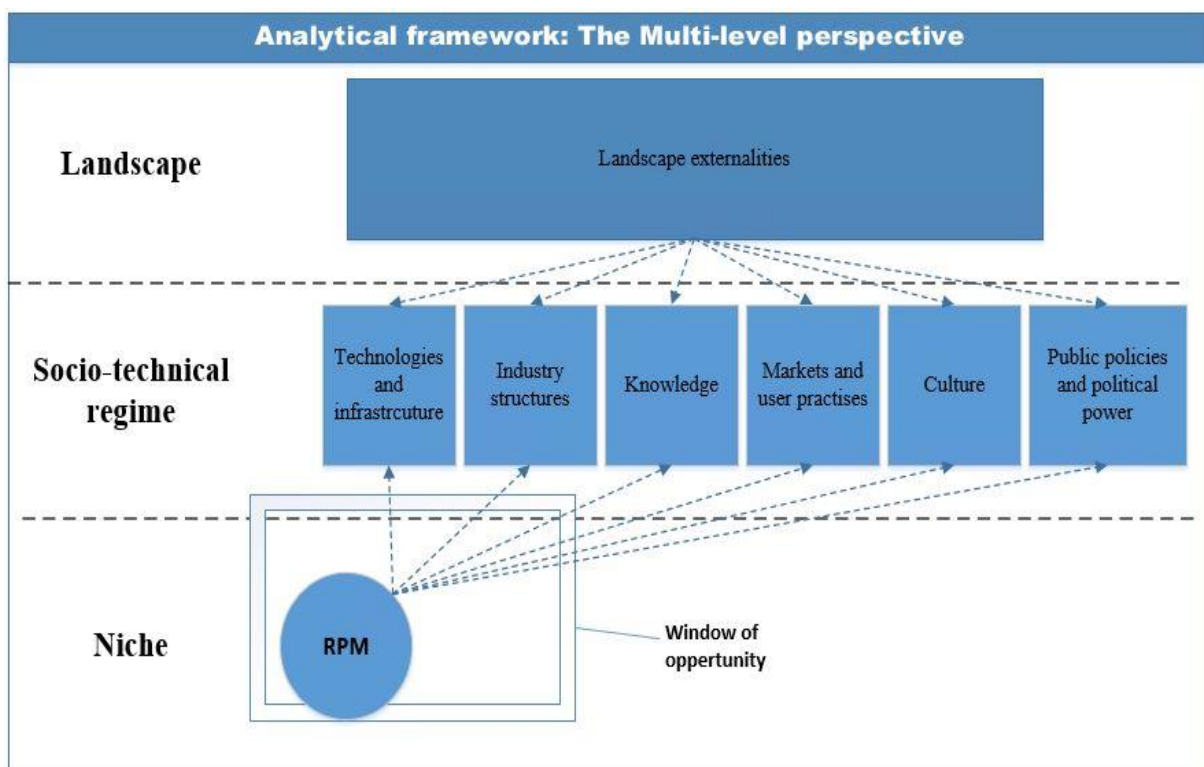 Analytical framework: The Multi-level perspective
Landscape
Landscape externalities
Socio-technical
regime
Technologies
and
infrastrcuture
Industry
structures
Knowledge
Markets and
user practises
Culture
Public policies
and political
power
Niche
RPM
Window of
oppertunity